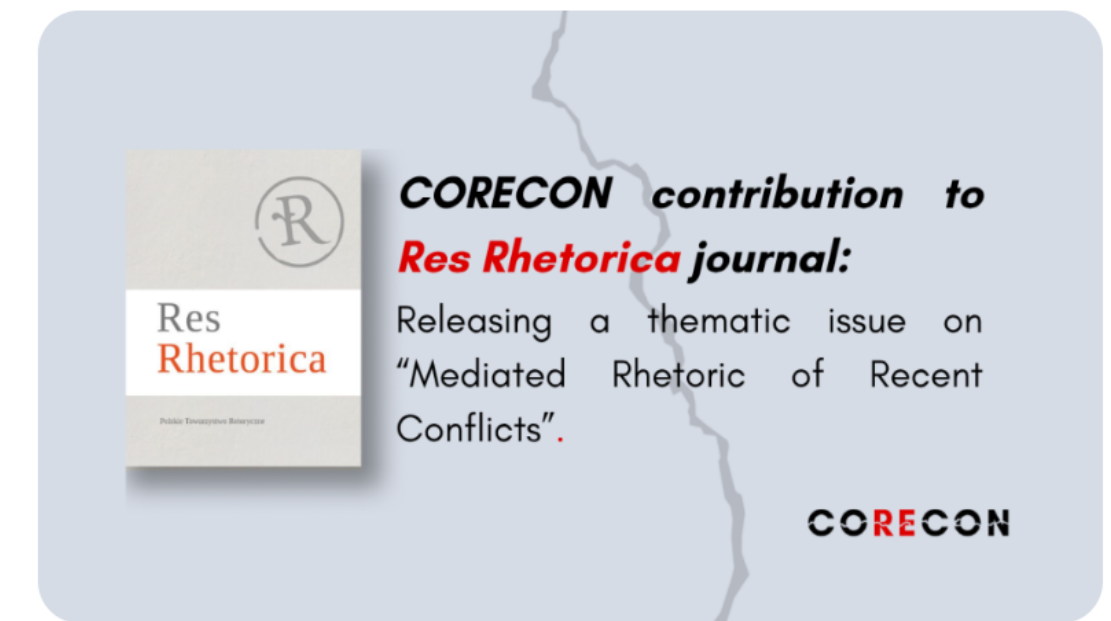 R
Res
Rhetorica
Polskie Towarzystwo Retoryczne
CORECON contribution to
Res Rhetorica journal:
Releasing a thematic issue on
“Mediated Rhetoric of Recent
Conflicts”.
CORECON